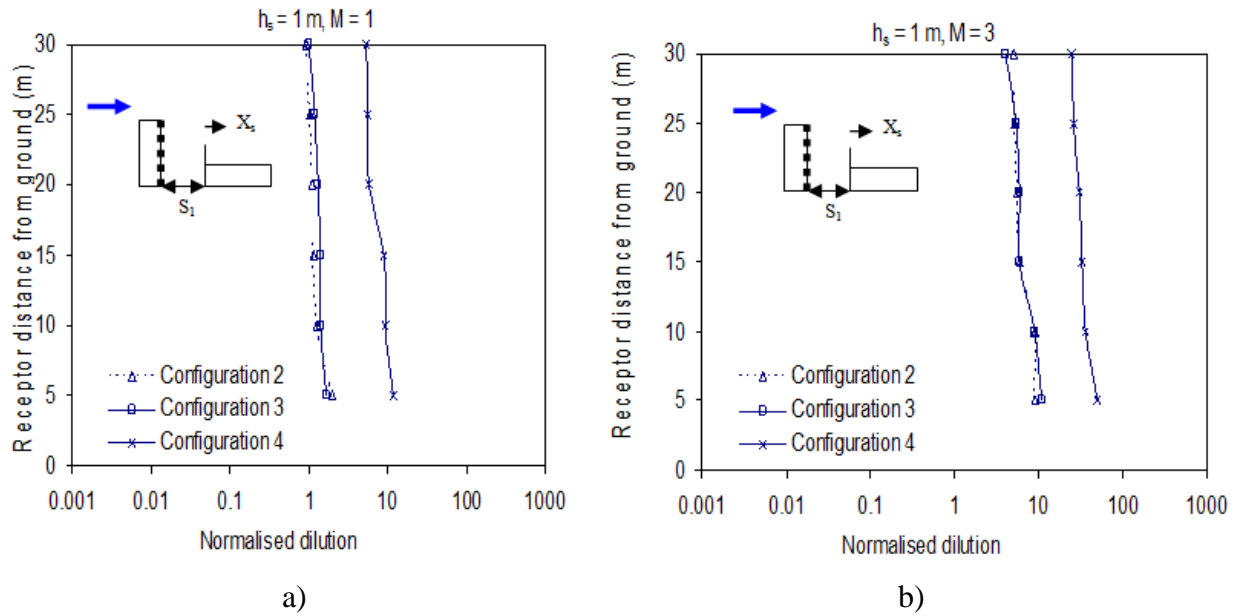 hs = 1 m, M = 1
Receptor distance from ground (m)
30
25
20
15
10
5
0
Xs
S1
Configuration 2
Configuration 3
Configuration 4
0.001 0.01 0.1 1 10 100 1000
Normalised dilution
a)
hs = 1 m, M = 3
Receptor distance from ground (m)
30
25
20
15
10
5
0
Xs
S1
Configuration 2
Configuration 3
Configuration 4
0.001 0.01 0.1 1 10 100 1000
Normalised dilution
b)